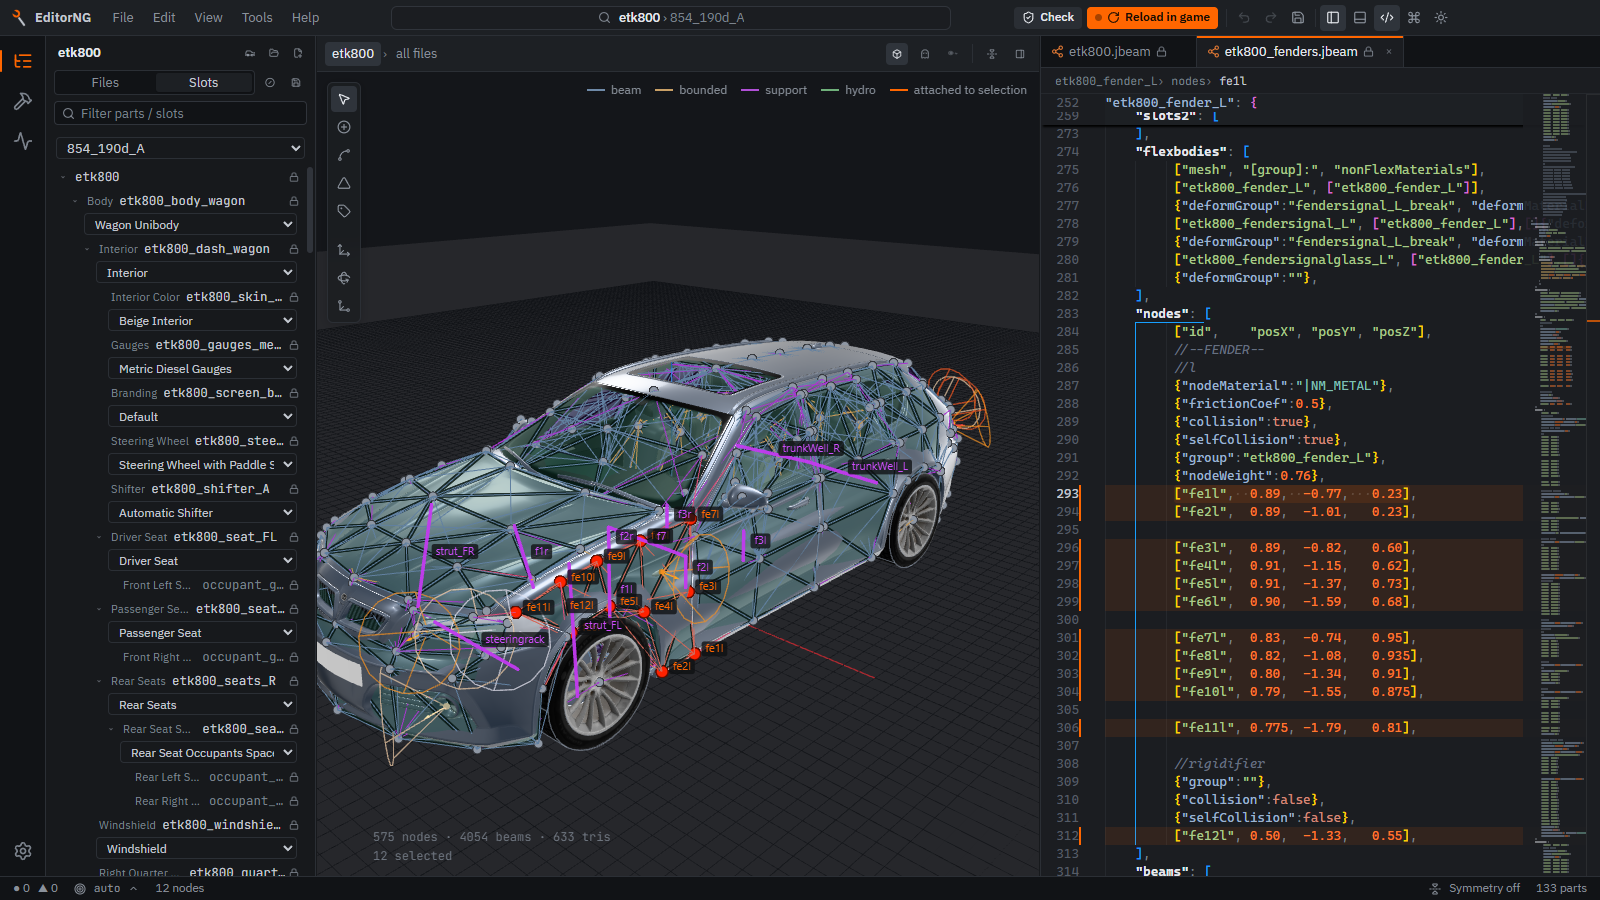 EditorNG File Edit View Tools Help
etk800 › 854_190d_A
Check
Reload in game
etk800
Files Slots
Filter parts / slots
854_190d_A
etk800
Body etk800_body_wagon
Wagon Unibody
Interior etk800_dash_wagon
Interior
Interior Color etk800_skin_…
Beige Interior
Gauges etk800_gauges_me…
Metric Diesel Gauges
Branding etk800_screen_b…
Default
Steering Wheel etk800_stee…
Steering Wheel with Paddle S
Shifter etk800_shifter_A
Automatic Shifter
Driver Seat etk800_seat_FL
Driver Seat
Front Left S… occupant_g…
Passenger Se… etk800_seat…
Passenger Seat
Front Right … occupant_g…
Rear Seats etk800_seats_R
Rear Seats
Rear Seat S… etk800_sea…
Rear Seat Occupants Space
Rear Left S… occupant_…
Rear Right … occupant_…
Windshield etk800_windshie…
Windshield
Right Quarter… etk800_quart…
etk800 › all files
beam bounded support hydro attached to selection
trunkWell_R
trunkWell_L
f3r
fe7l
f2r
f7
f3l
strut_FR
f1r
fe9l
f2l
fe10l
fe3l
f1l
fe11l
fe12l
fe5l
fe4l
strut_FL
steeringrack
fe1l
fe2l
575 nodes · 4054 beams · 633 tris
12 selected
etk800.jbeam
etk800_fenders.jbeam ×
etk800_fender_L› nodes› fe1l
252 "etk800_fender_L": {
259 "slots2": [
273 ],
274 "flexbodies": [
275 ["mesh", "[group]:", "nonFlexMaterials"],
276 ["etk800_fender_L", ["etk800_fender_L"]],
277 {"deformGroup":"fendersignal_L_break", "deform
278 ["etk800_fendersignal_L", ["etk800_fender_L"],
279 {"deformGroup":"fendersignal_L_break", "deform
280 ["etk800_fendersignalglass_L", ["etk800_fender_
281 {"deformGroup":""},
282 ],
283 "nodes": [
284 ["id", "posX", "posY", "posZ"],
285 //--FENDER--
286 //l
287 {"nodeMaterial":"|NM_METAL"},
288 {"frictionCoef":0.5},
289 {"collision":true},
290 {"selfCollision":true},
291 {"group":"etk800_fender_L"},
292 {"nodeWeight":0.76},
293 ["fe1l", 0.89, -0.77, 0.23],
294 ["fe2l", 0.89, -1.01, 0.23],
295
296 ["fe3l", 0.89, -0.82, 0.60],
297 ["fe4l", 0.91, -1.15, 0.62],
298 ["fe5l", 0.91, -1.37, 0.73],
299 ["fe6l", 0.90, -1.59, 0.68],
300
301 ["fe7l", 0.83, -0.74, 0.95],
302 ["fe8l", 0.82, -1.08, 0.935],
303 ["fe9l", 0.80, -1.34, 0.91],
304 ["fe10l", 0.79, -1.55, 0.875],
305
306 ["fe11l", 0.775, -1.79, 0.81],
307
308 //rigidifier
309 {"group":""},
310 {"collision":false},
311 {"selfCollision":false},
312 ["fe12l", 0.50, -1.33, 0.55],
313 ],
314 "beams": [
0 0 auto 12 nodes
Symmetry off 133 parts